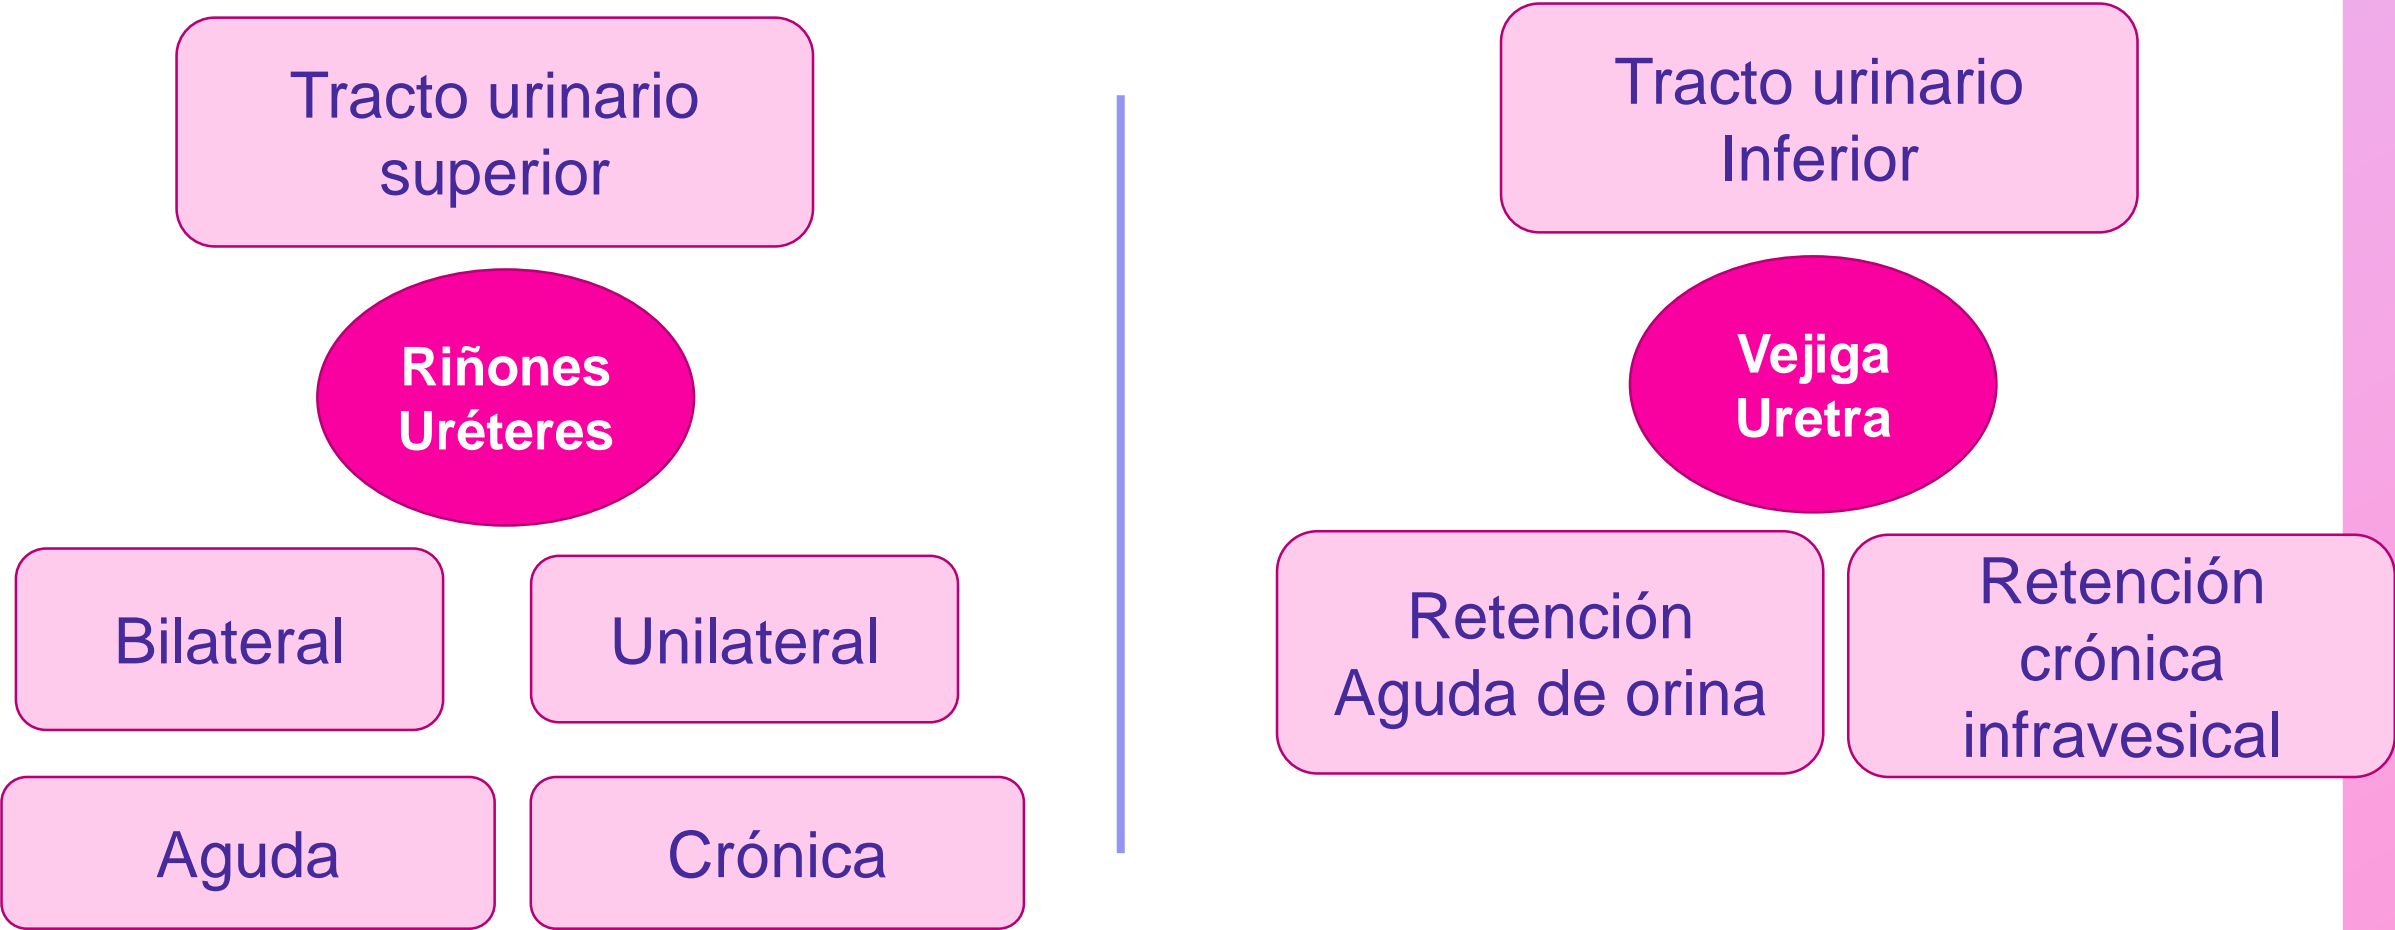 Tracto urinario
superior
Riñones
Uréteres
Bilateral
Unilateral
Aguda
Crónica
Tracto urinario
Inferior
Vejiga
Uretra
Retención
Aguda de orina
Retención
crónica
infravesical